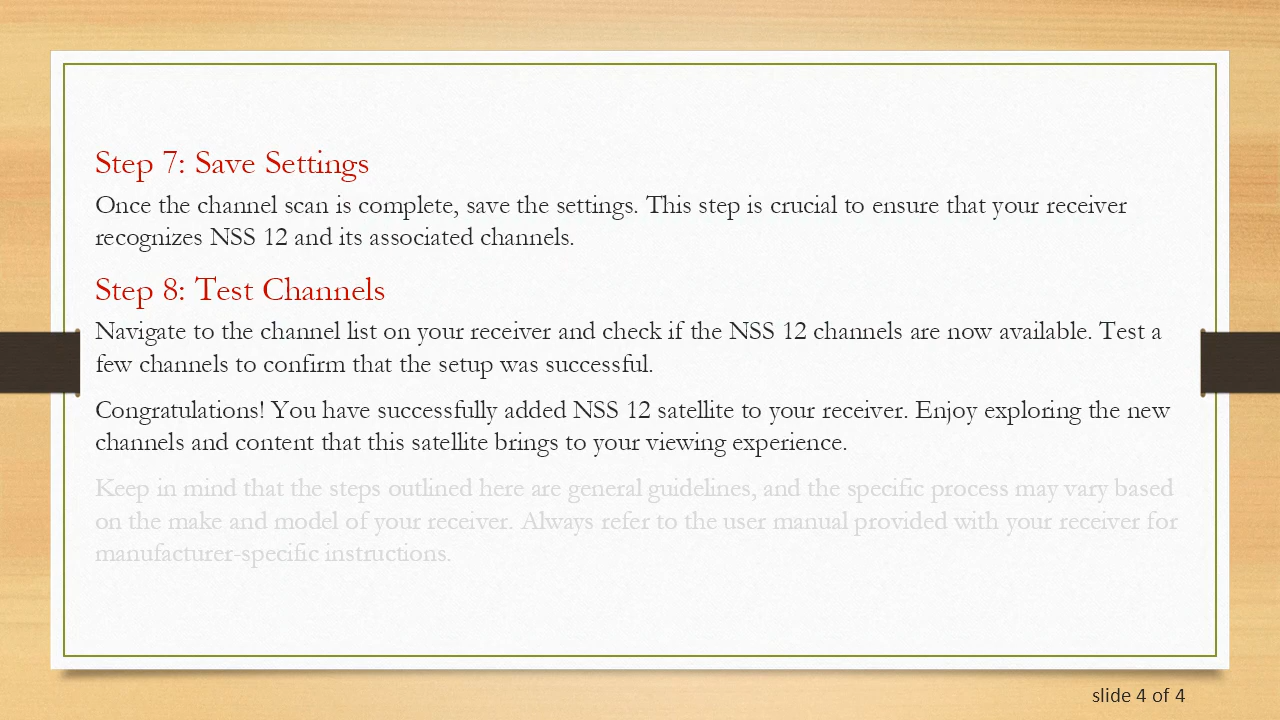 Step 7: Save Settings
Once the channel scan is complete, save the settings. This step is crucial to ensure that your receiver
recognizes NSS 12 and its associated channels.
Step 8: Test Channels
Navigate to the channel list on your receiver and check if the NSS 12 channels are now available. Test a
few channels to confirm that the setup was successful.
Congratulations! You have successfully added NSS 12 satellite to your receiver. Enjoy exploring the new
channels and content that this satellite brings to your viewing experience.
Keep in mind that the steps outlined here are general guidelines, and the specific process may vary based
on the make and model of your receiver. Always refer to the user manual provided with your receiver for
manufacturer-specific instructions.
slide 4 of 4